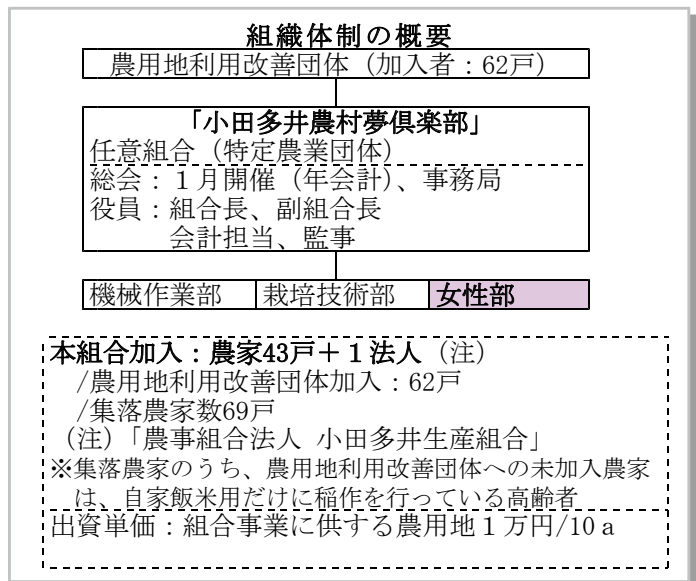 組織体制の概要
農用地利用改善団体（加入者：62戸）
「小田多井農村夢倶楽部」
任意組合（特定農業団体）
総会：１月開催（年会計）、事務局
役員：組合長、副組合長
会計担当、監事
機械作業部 栽培技術部 女性部
本組合加入：農家43戸＋１法人（注）
/農用地利用改善団体加入：62戸
/集落農家数69戸
（注）「農事組合法人 小田多井生産組合」
※集落農家のうち、農用地利用改善団体への未加入農家
は、自家飯米用だけに稲作を行っている高齢者
出資単価：組合事業に供する農用地１万円/10ａ